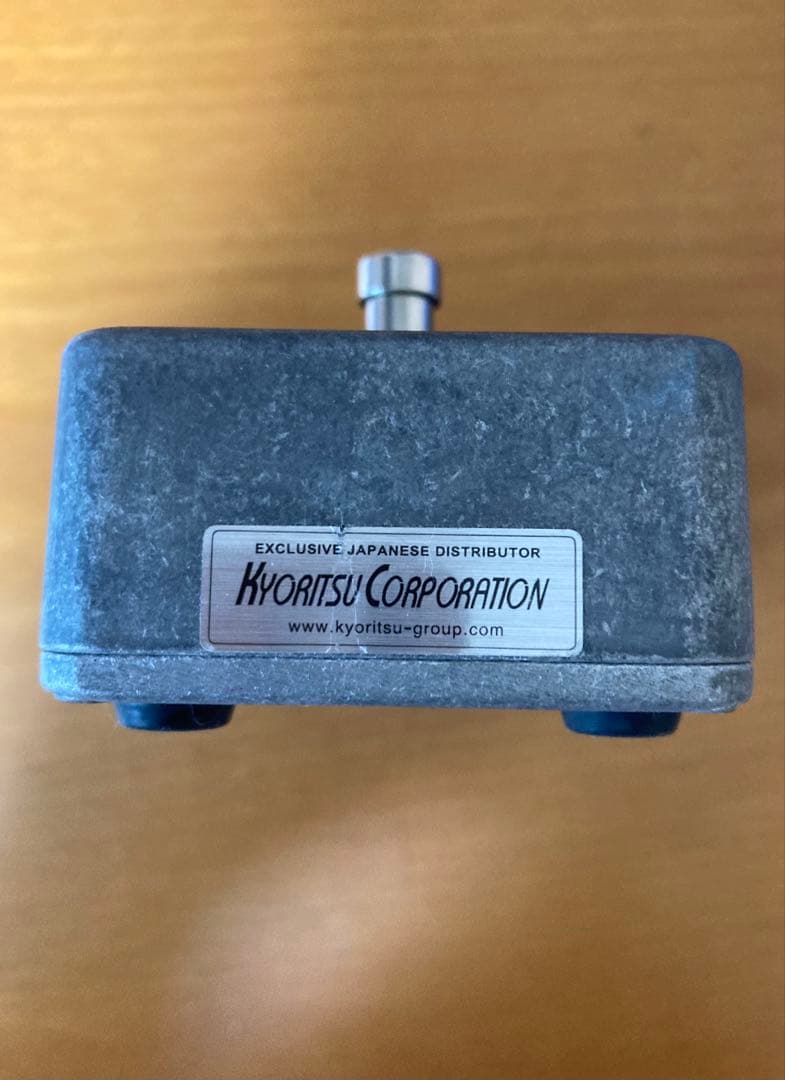 EXCLUSIVE JAPANESE DISTRIBUTOR
KYORITSU CORPORATION
www.kyoritsu-group.com